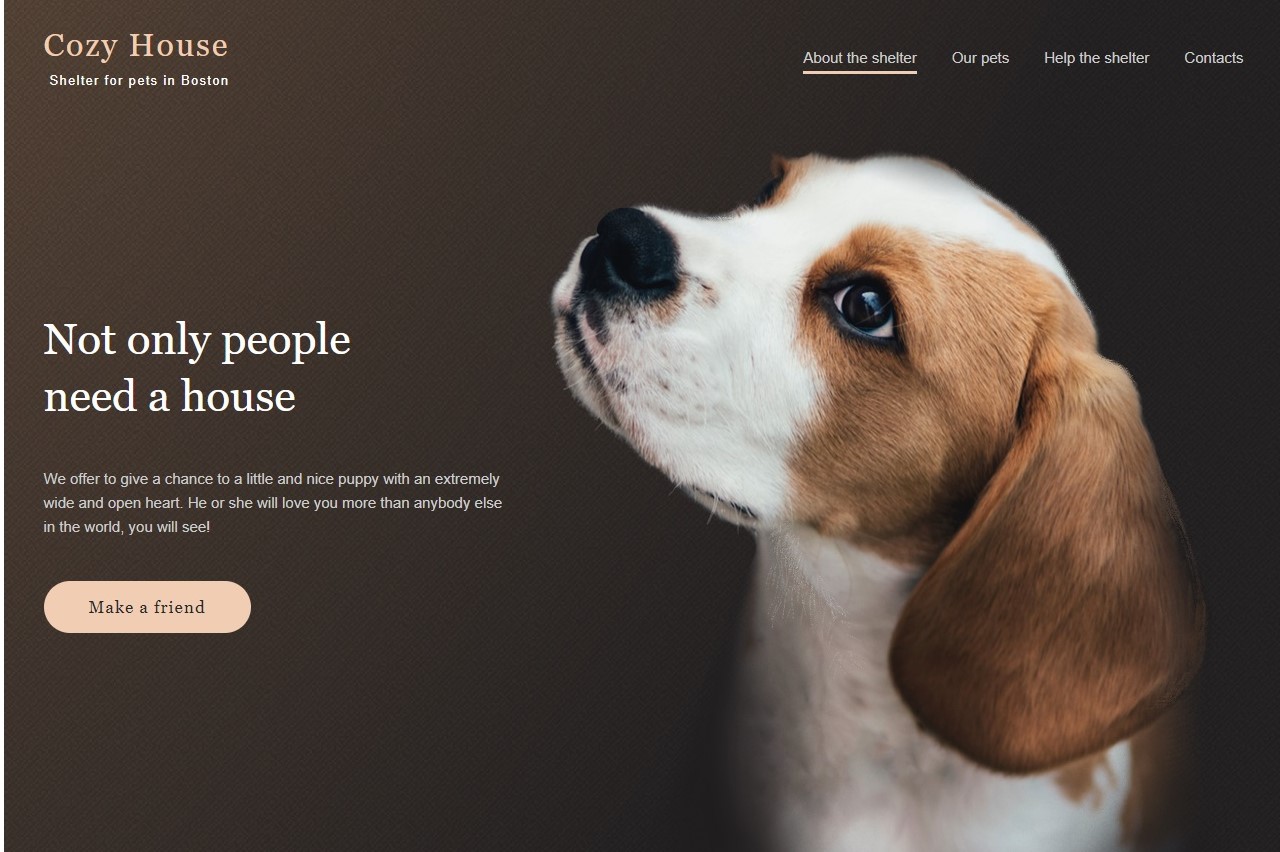 Cozy House
Shelter for pets in Boston
About the shelter
Our pets
Help the shelter
Contacts
Not only people
need a house
We offer to give a chance to a little and nice puppy with an extremely
wide and open heart. He or she will love you more than anybody else
in the world, you will see!
Make a friend